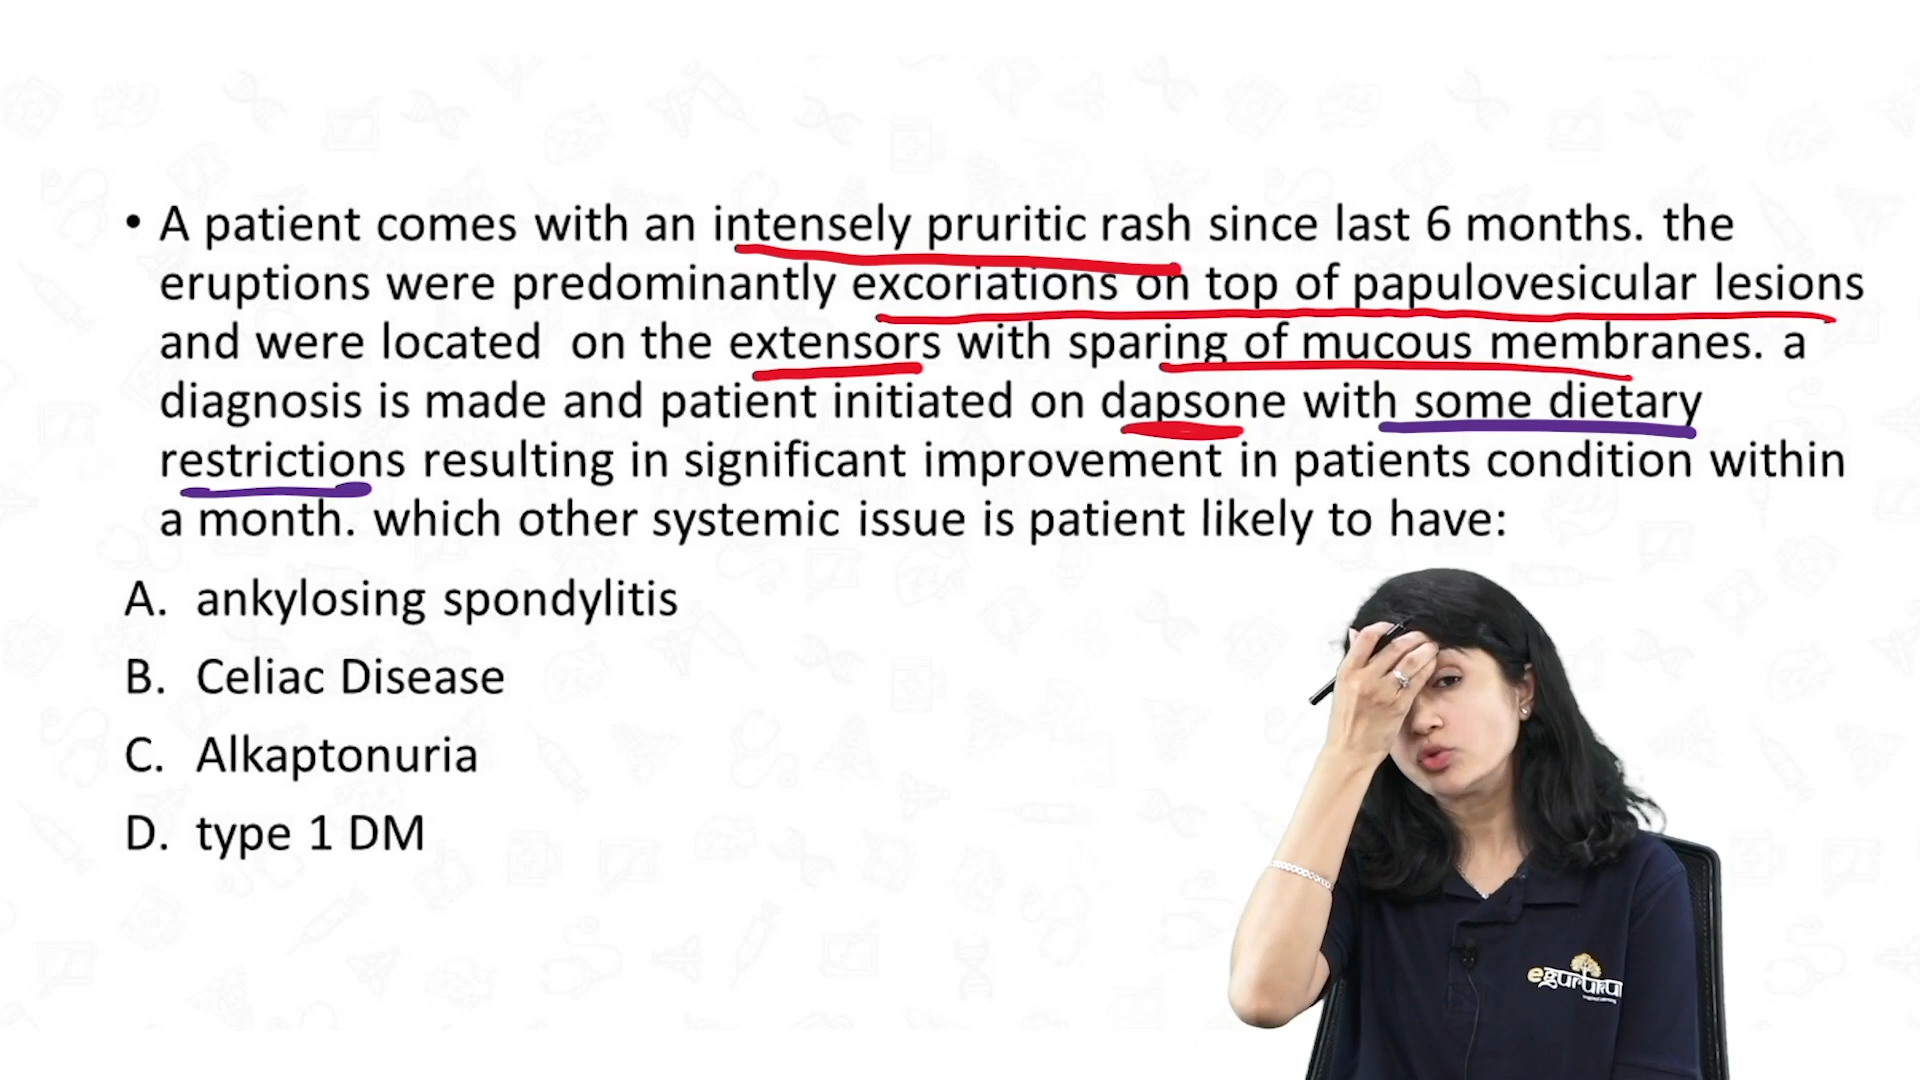 • A patient comes with an intensely pruritic rash since last 6 months. the
eruptions were predominantly excoriations on top of papulovesicular lesions
and were located on the extensors with sparing of mucous membranes. a
diagnosis is made and patient initiated on dapsone with some dietary
restrictions resulting in significant improvement in patients condition within
a month. which other systemic issue is patient likely to have:
A. ankylosing spondylitis
B. Celiac Disease
C. Alkaptonuria
D. type 1 DM
egurukul